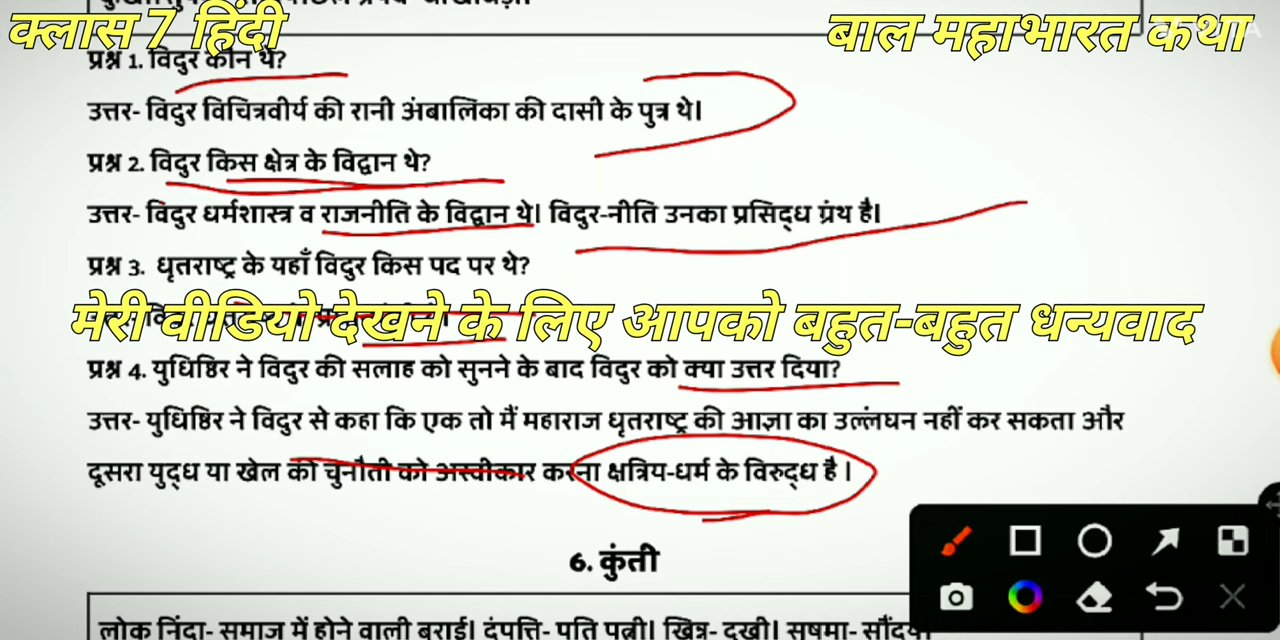 क्लास 7 हिंदी
बाल महाभारत कथा
प्रश्न 1. विदुर कौन थे?
उत्तर- विदुर विचित्रवीर्य की रानी अंबालिका की दासी के पुत्र थे।
प्रश्न 2. विदुर किस क्षेत्र के विद्वान थे?
उत्तर- विदुर धर्मशास्त्र व राजनीति के विद्वान थे। विदुर-नीति उनका प्रसिद्ध ग्रंथ है।
प्रश्न 3. धृतराष्ट्र के यहाँ विदुर किस पद पर थे?
मेरी वीडियो देखने के लिए आपको बहुत-बहुत धन्यवाद
प्रश्न 4. युधिष्ठिर ने विदुर की सलाह को सुनने के बाद विदुर को क्या उत्तर दिया?
उत्तर- युधिष्ठिर ने विदुर से कहा कि एक तो मैं महाराज धृतराष्ट्र की आज्ञा का उल्लंघन नहीं कर सकता और
दूसरा युद्ध या खेल की चुनौती को अस्वीकार करना क्षत्रिय-धर्म के विरुद्ध है ।
6. कुंती
लोक निंदा- समाज में होने वाली बुराई। दंपत्ति- पति पत्नी। खिन्न- दुखी। सुषमा- सौंदर्य।